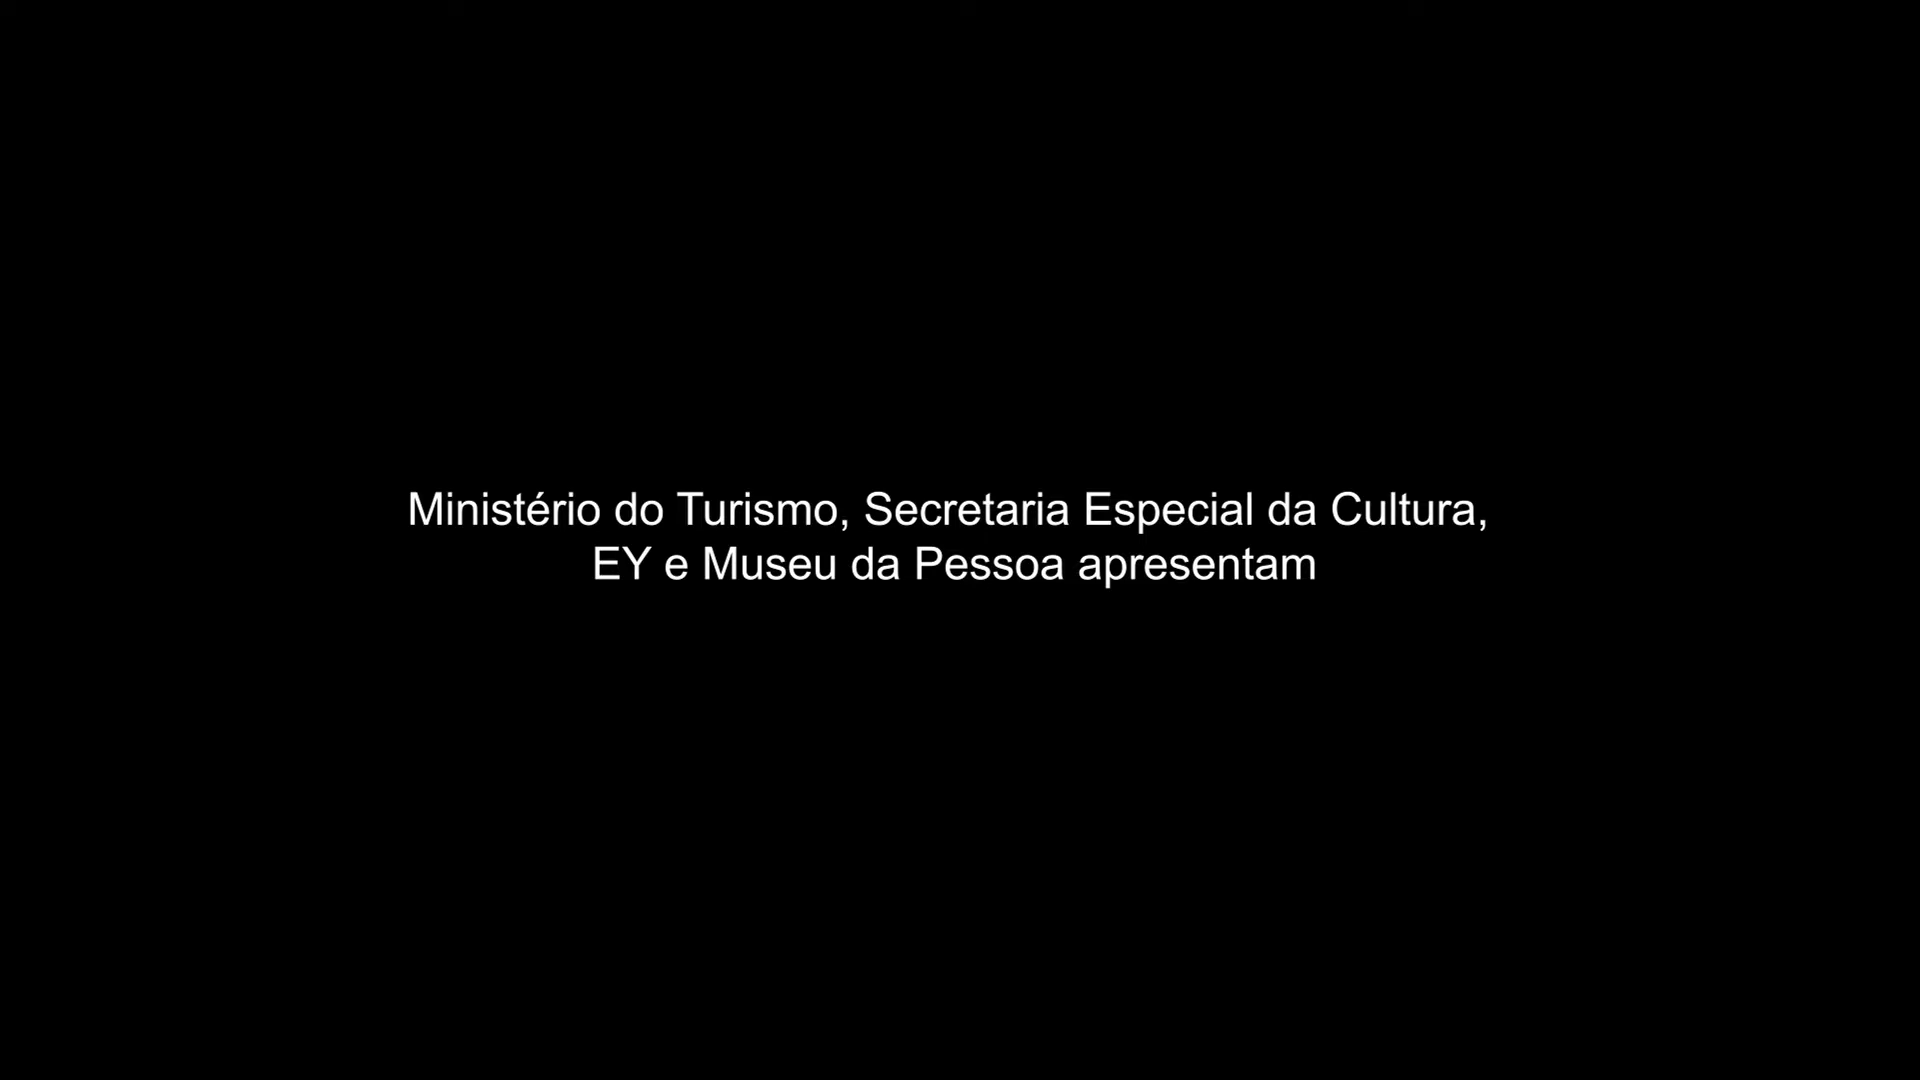 Ministério do Turismo, Secretaria Especial da Cultura,
EY e Museu da Pessoa apresentam